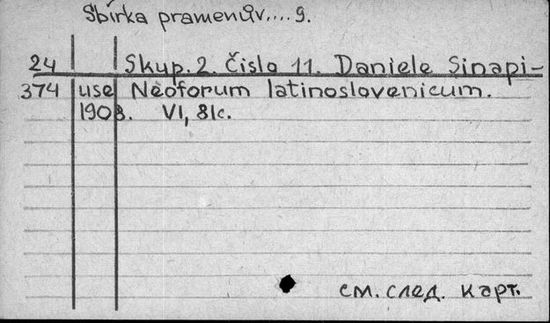 Sbírka pramenův.... 9.
24 Skup. 2. Čislo 11. Daniele Sinapi-
374 use Neoforum latinoslovenicum.
1908. VI, 81c.
см. след. карт.